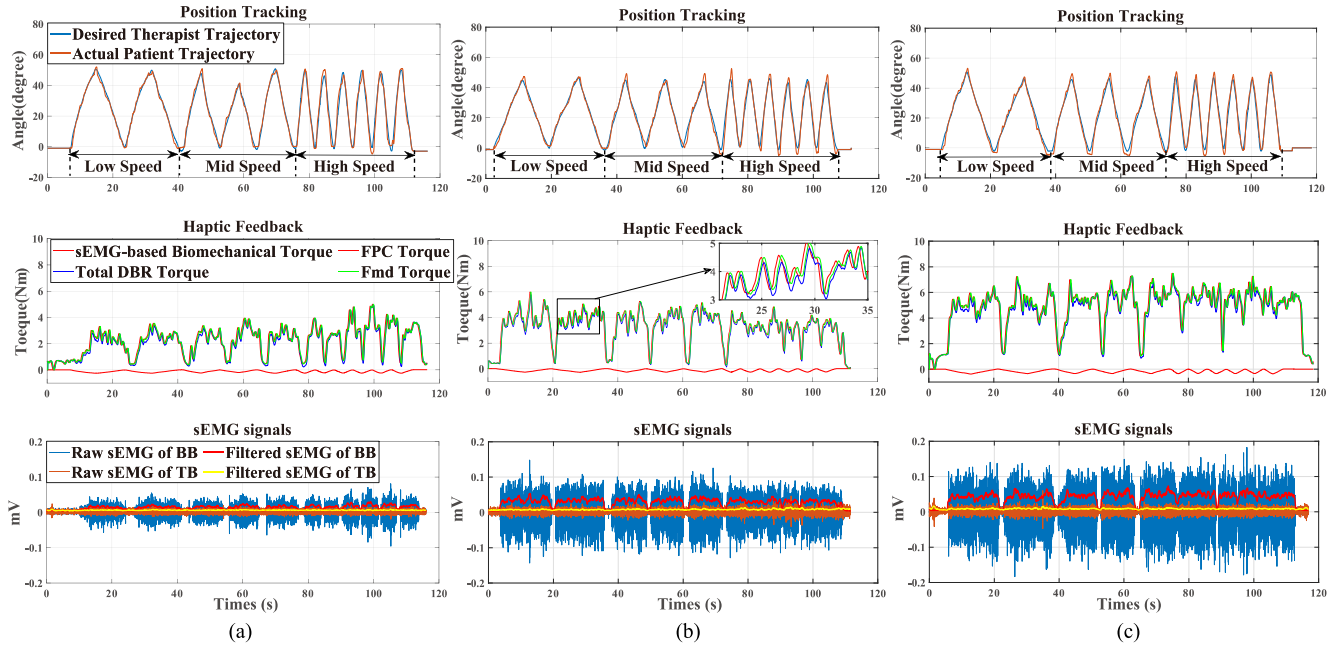 Position Tracking
Desired Therapist Trajectory
Actual Patient Trajectory
Angle(degree)
80
60
40
20
0
-20
Low Speed
Mid Speed
High Speed
0 20 40 60 80 100 120
Haptic Feedback
sEMG-based Biomechanical Torque
FPC Torque
Total DBR Torque
Fmd Torque
Toecque(Nm)
10
8
6
4
2
0
0 20 40 60 80 100 120
sEMG signals
Raw sEMG of BB
Filtered sEMG of BB
Raw sEMG of TB
Filtered sEMG of TB
mV
0.2
0.1
0
-0.1
-0.2
0 20 40 60 80 100 120
Times (s)
(a)
Position Tracking
Angle(degree)
80
60
40
20
0
-20
Low Speed
Mid Speed
High Speed
0 20 40 60 80 100 120
Haptic Feedback
Toecque(Nm)
10
8
6
4
2
0
5
4
3
25 30 35
0 20 40 60 80 100 120
sEMG signals
mV
0.2
0.1
0
-0.1
-0.2
0 20 40 60 80 100 120
Times (s)
(b)
Position Tracking
Angle(degree)
80
60
40
20
0
-20
Low Speed
Mid Speed
High Speed
0 20 40 60 80 100 120
Haptic Feedback
Toecque(Nm)
10
8
6
4
2
0
0 20 40 60 80 100 120
sEMG signals
mV
0.2
0.1
0
-0.1
-0.2
0 20 40 60 80 100 120
Times (s)
(c)